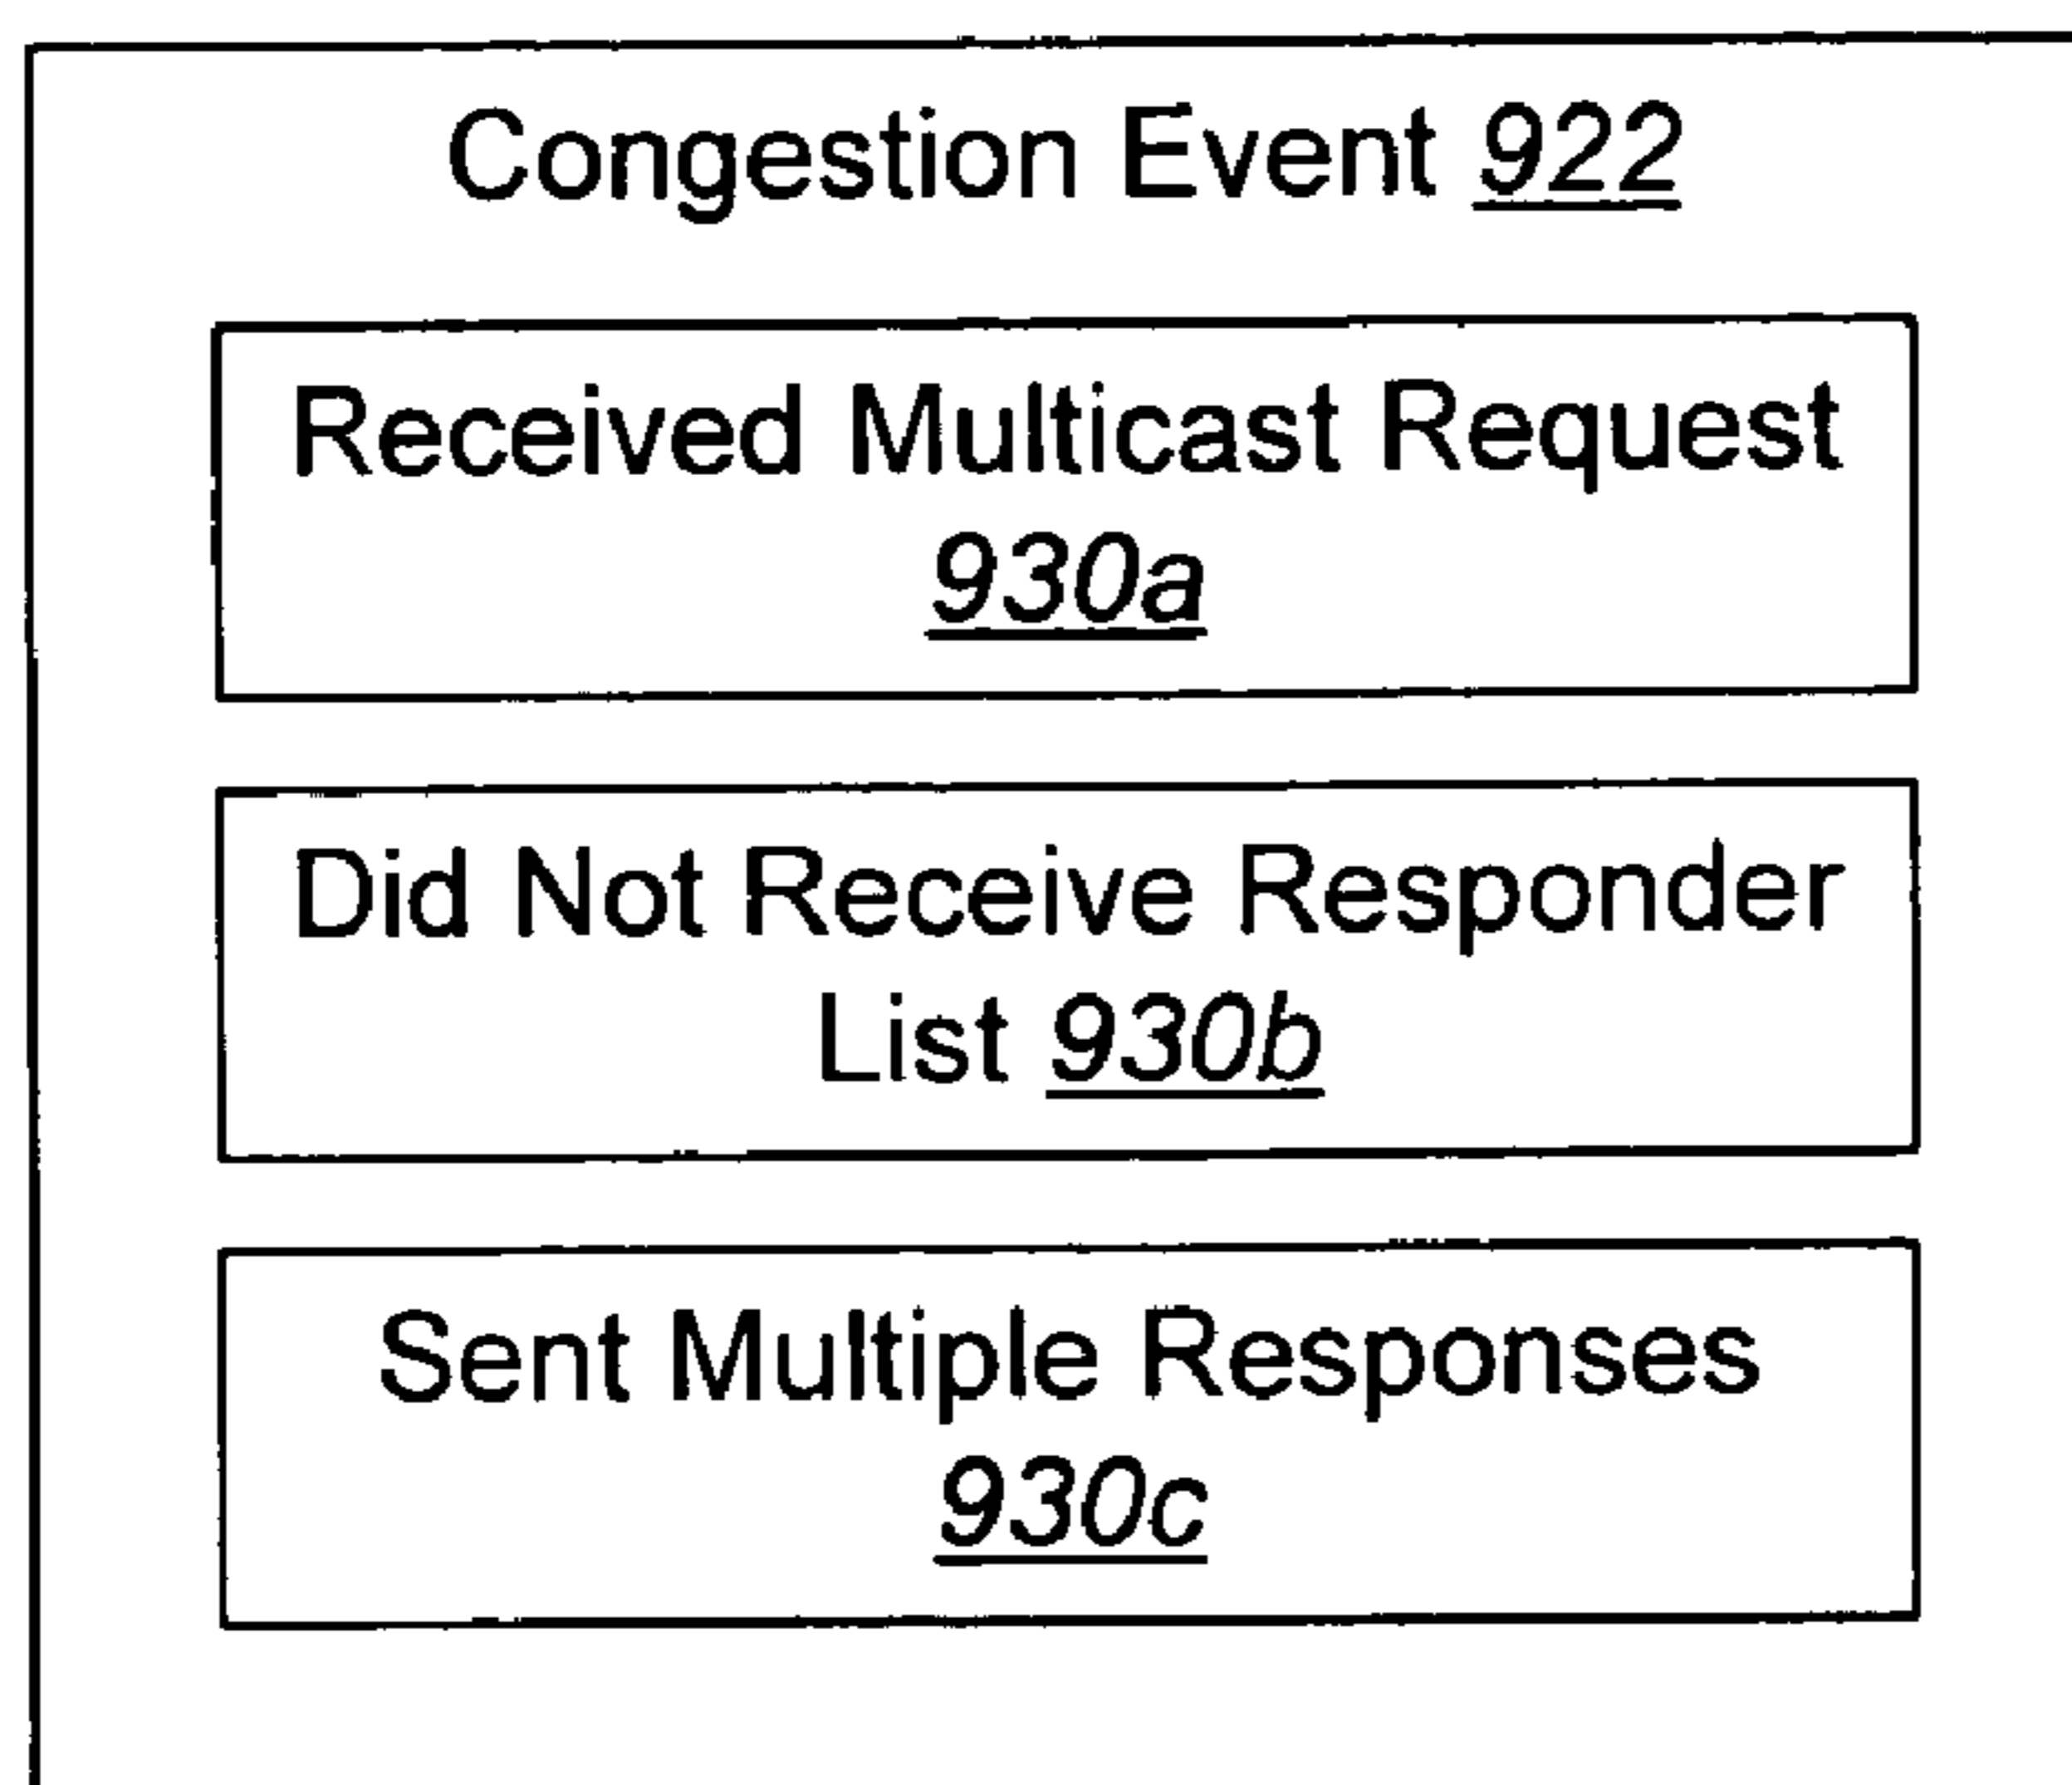 Congestion Event 922
Received Multicast Request
930a
Did Not Receive Responder
List 930b
Sent Multiple Responses
930c